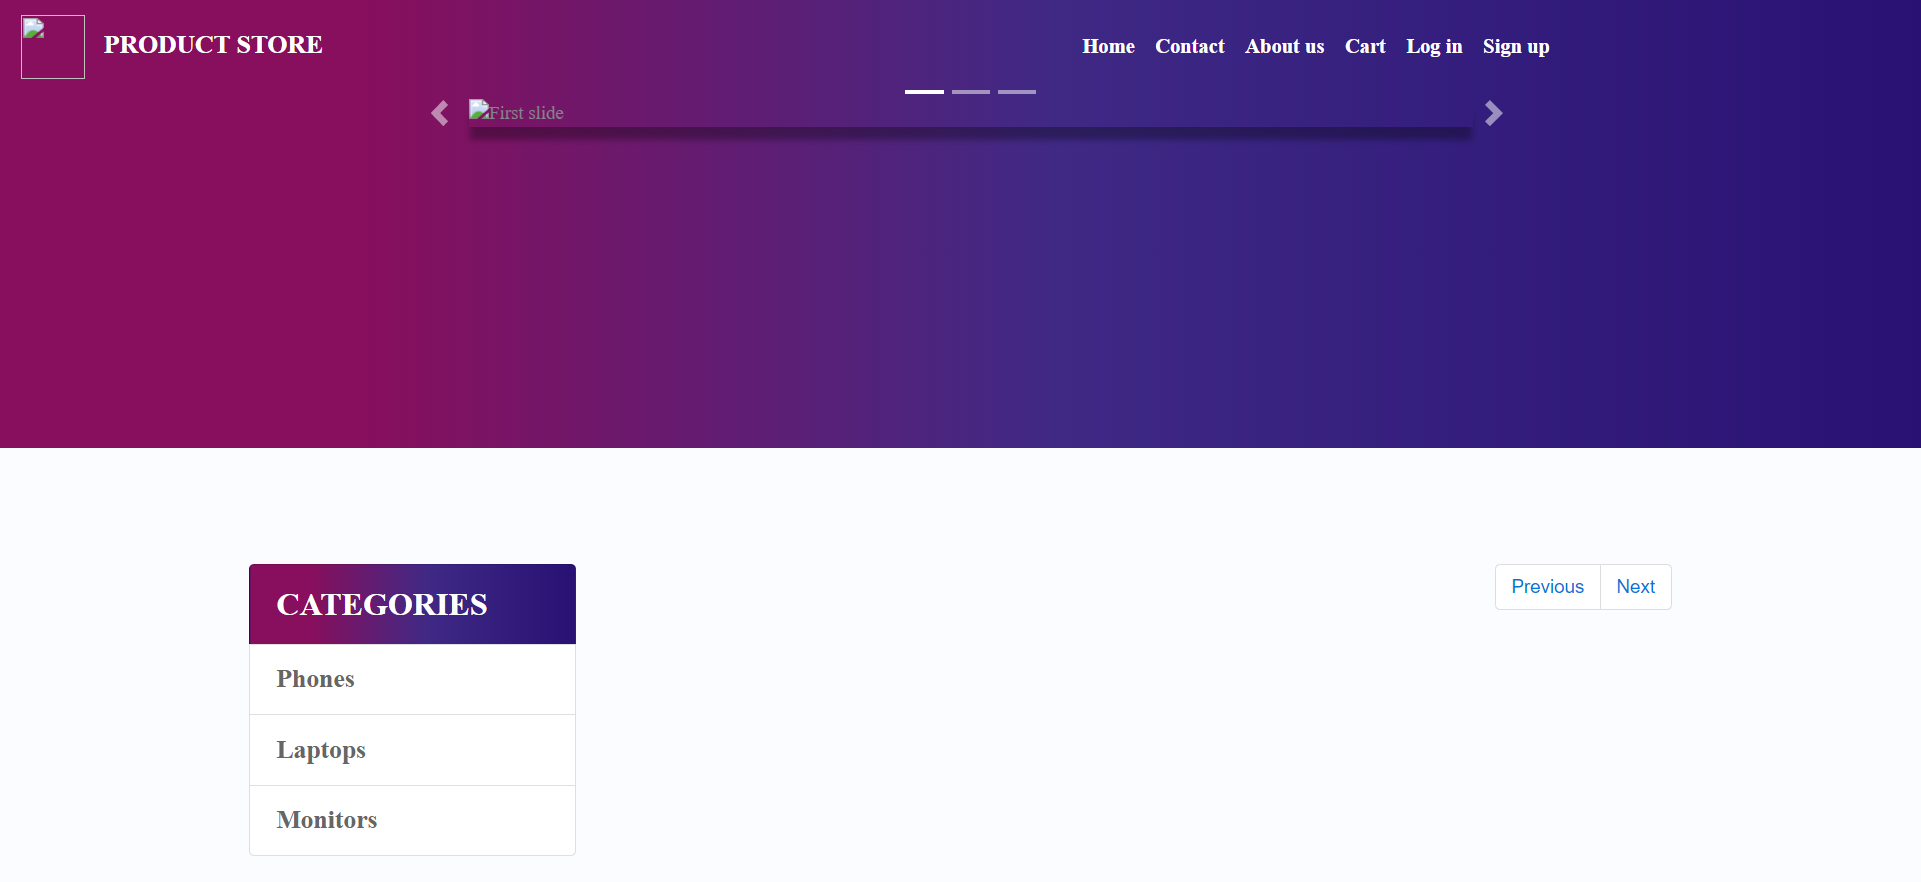 PRODUCT STORE
Home Contact About us Cart Log in Sign up
First slide
CATEGORIES
Phones
Laptops
Monitors
Previous Next